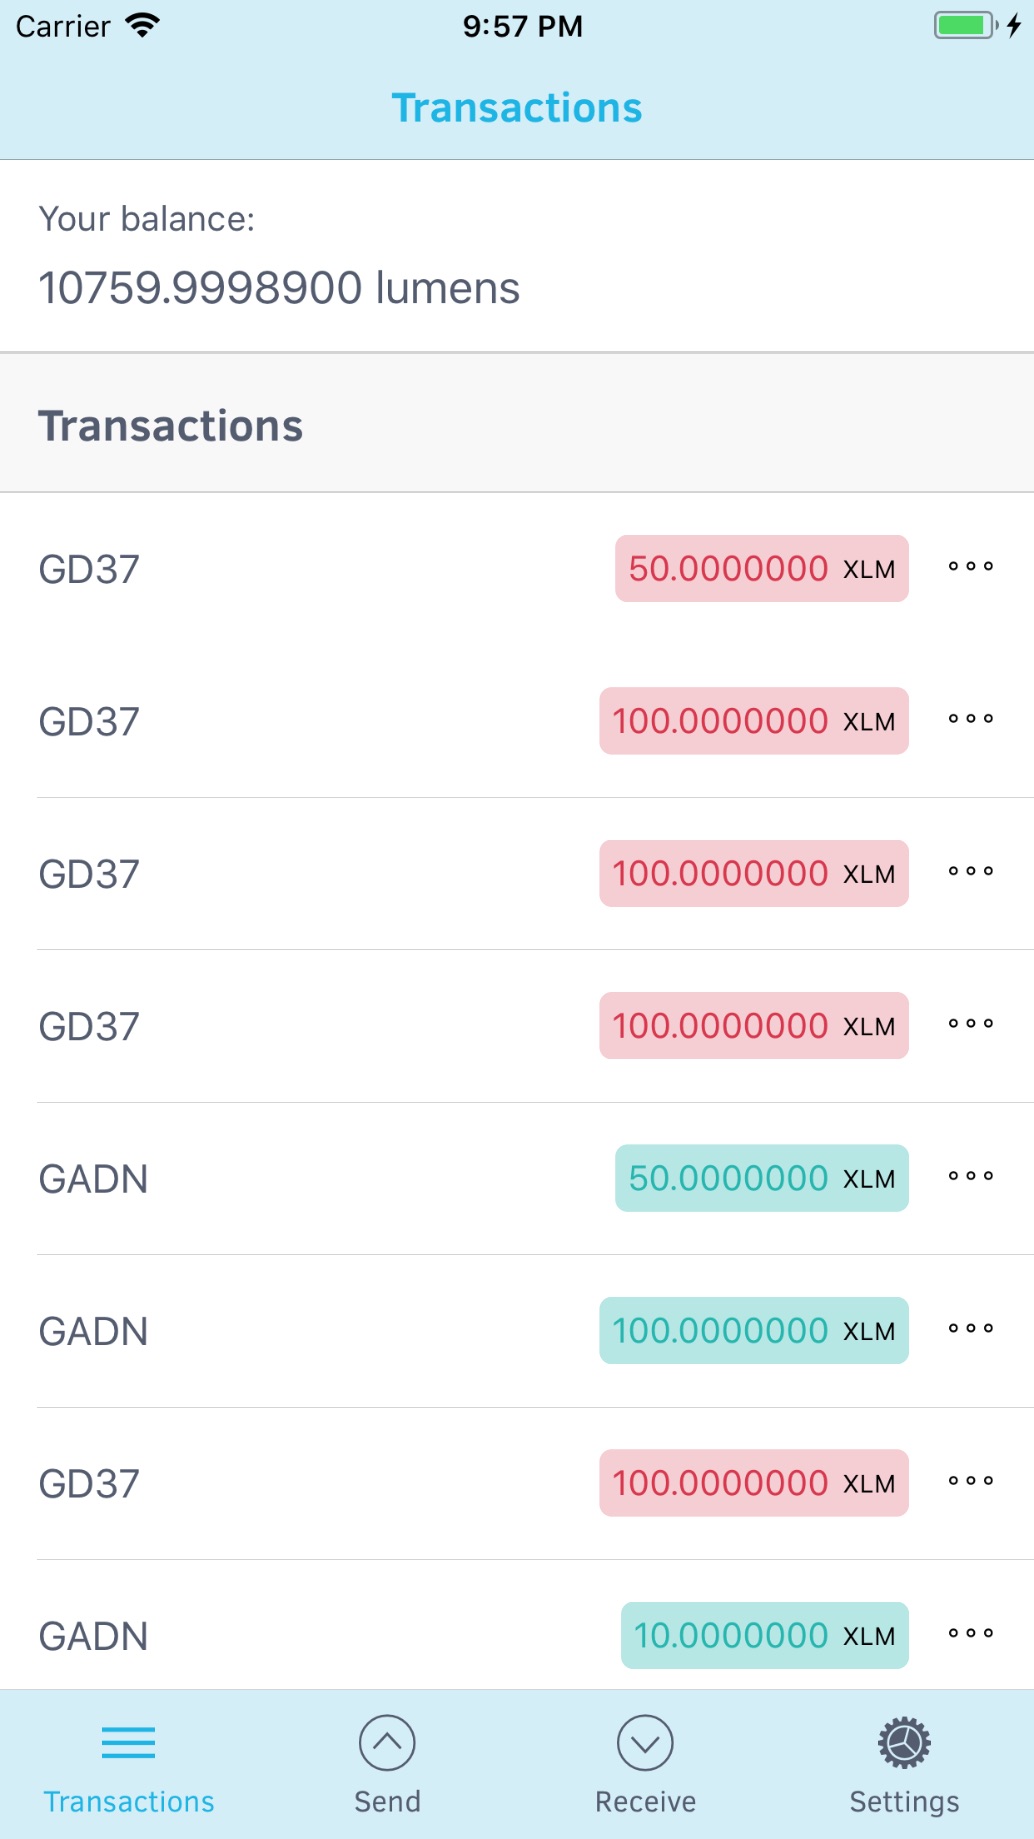 Carrier 9:57 PM
Transactions
Your balance:
10759.9998900 lumens
Transactions
GD37 50.0000000 XLM
GD37 100.0000000 XLM
GD37 100.0000000 XLM
GD37 100.0000000 XLM
GADN 50.0000000 XLM
GADN 100.0000000 XLM
GD37 100.0000000 XLM
GADN 10.0000000 XLM
Transactions Send Receive Settings